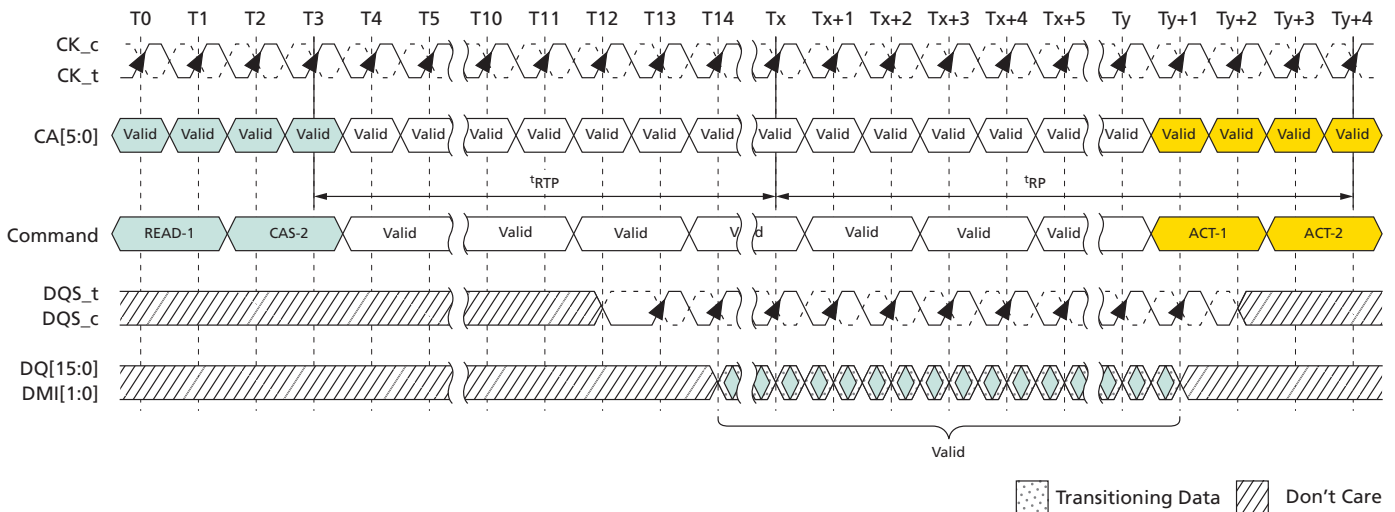 T0 T1 T2 T3 T4 T5 T10 T11 T12 T13 T14 Tx Tx+1 Tx+2 Tx+3 Tx+4 Tx+5 Ty Ty+1 Ty+2 Ty+3 Ty+4
CK_c
CK_t
CA[5:0] Valid Valid Valid Valid Valid Valid Valid Valid Valid Valid Valid Valid Valid Valid Valid Valid Valid Valid Valid Valid Valid Valid
tRTP tRP
Command READ-1 CAS-2 Valid Valid Valid Valid Valid Valid Valid ACT-1 ACT-2
DQS_t
DQS_c
DQ[15:0]
DMI[1:0]
Valid
Transitioning Data Don't Care